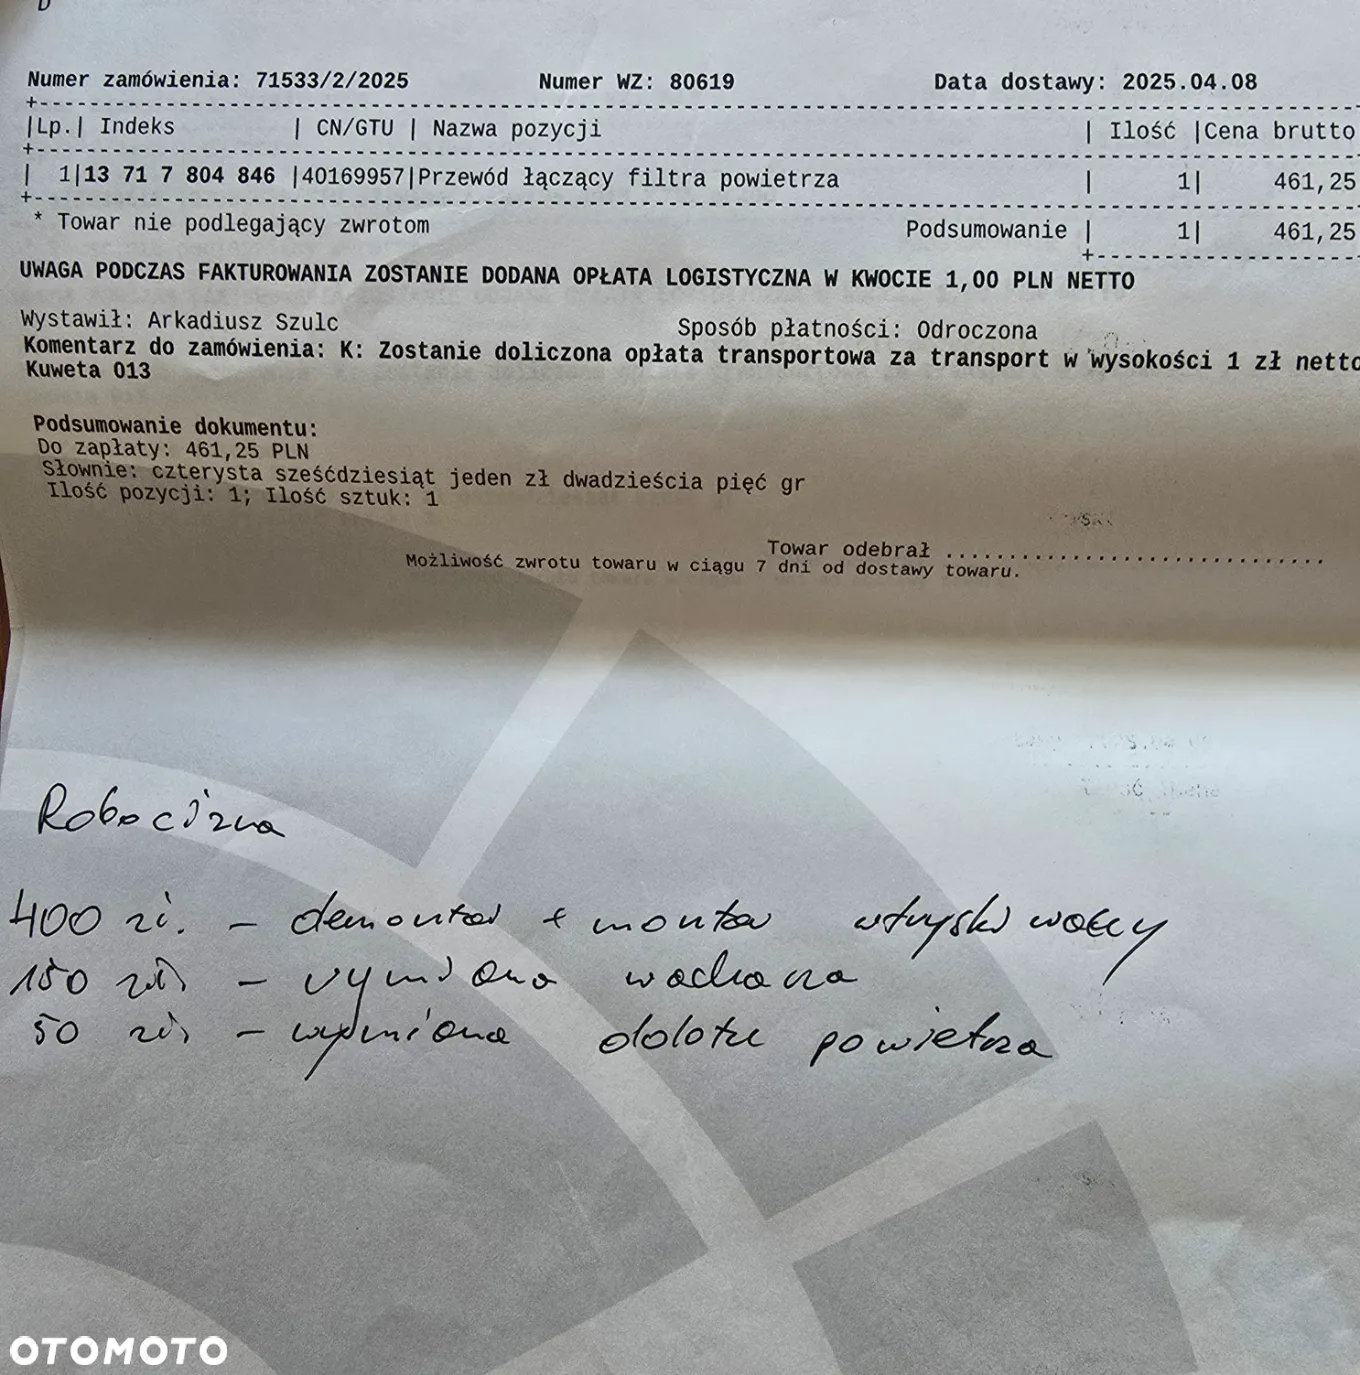 Numer zamówienia: 71533/2/2025 Numer WZ: 80619 Data dostawy: 2025.04.08
|Lp.| Indeks | CN/GTU | Nazwa pozycji | Ilość |Cena brutto
| 1|13 71 7 804 846 |40169957|Przewód łączący filtra powietrza | 1| 461,25
* Towar nie podlegający zwrotom Podsumowanie | 1| 461,25
UWAGA PODCZAS FAKTUROWANIA ZOSTANIE DODANA OPŁATA LOGISTYCZNA W KWOCIE 1,00 PLN NETTO
Wystawił: Arkadiusz Szulc Sposób płatności: Odroczona
Komentarz do zamówienia: K: Zostanie doliczona opłata transportowa za transport w wysokości 1 zł netto
Kuweta 013
Podsumowanie dokumentu:
Do zapłaty: 461,25 PLN
Słownie: czterysta sześćdziesiąt jeden zł dwadzieścia pięć gr
Ilość pozycji: 1; Ilość sztuk: 1
Towar odebrał ..............................
Możliwość zwrotu towaru w ciągu 7 dni od dostawy towaru.
Robocizna
400 zł. - demontaż + montaż wtryskiwaczy
150 zł - wymiana wahacza
50 zł - wymiana dolotu powietrza
OTOMOTO